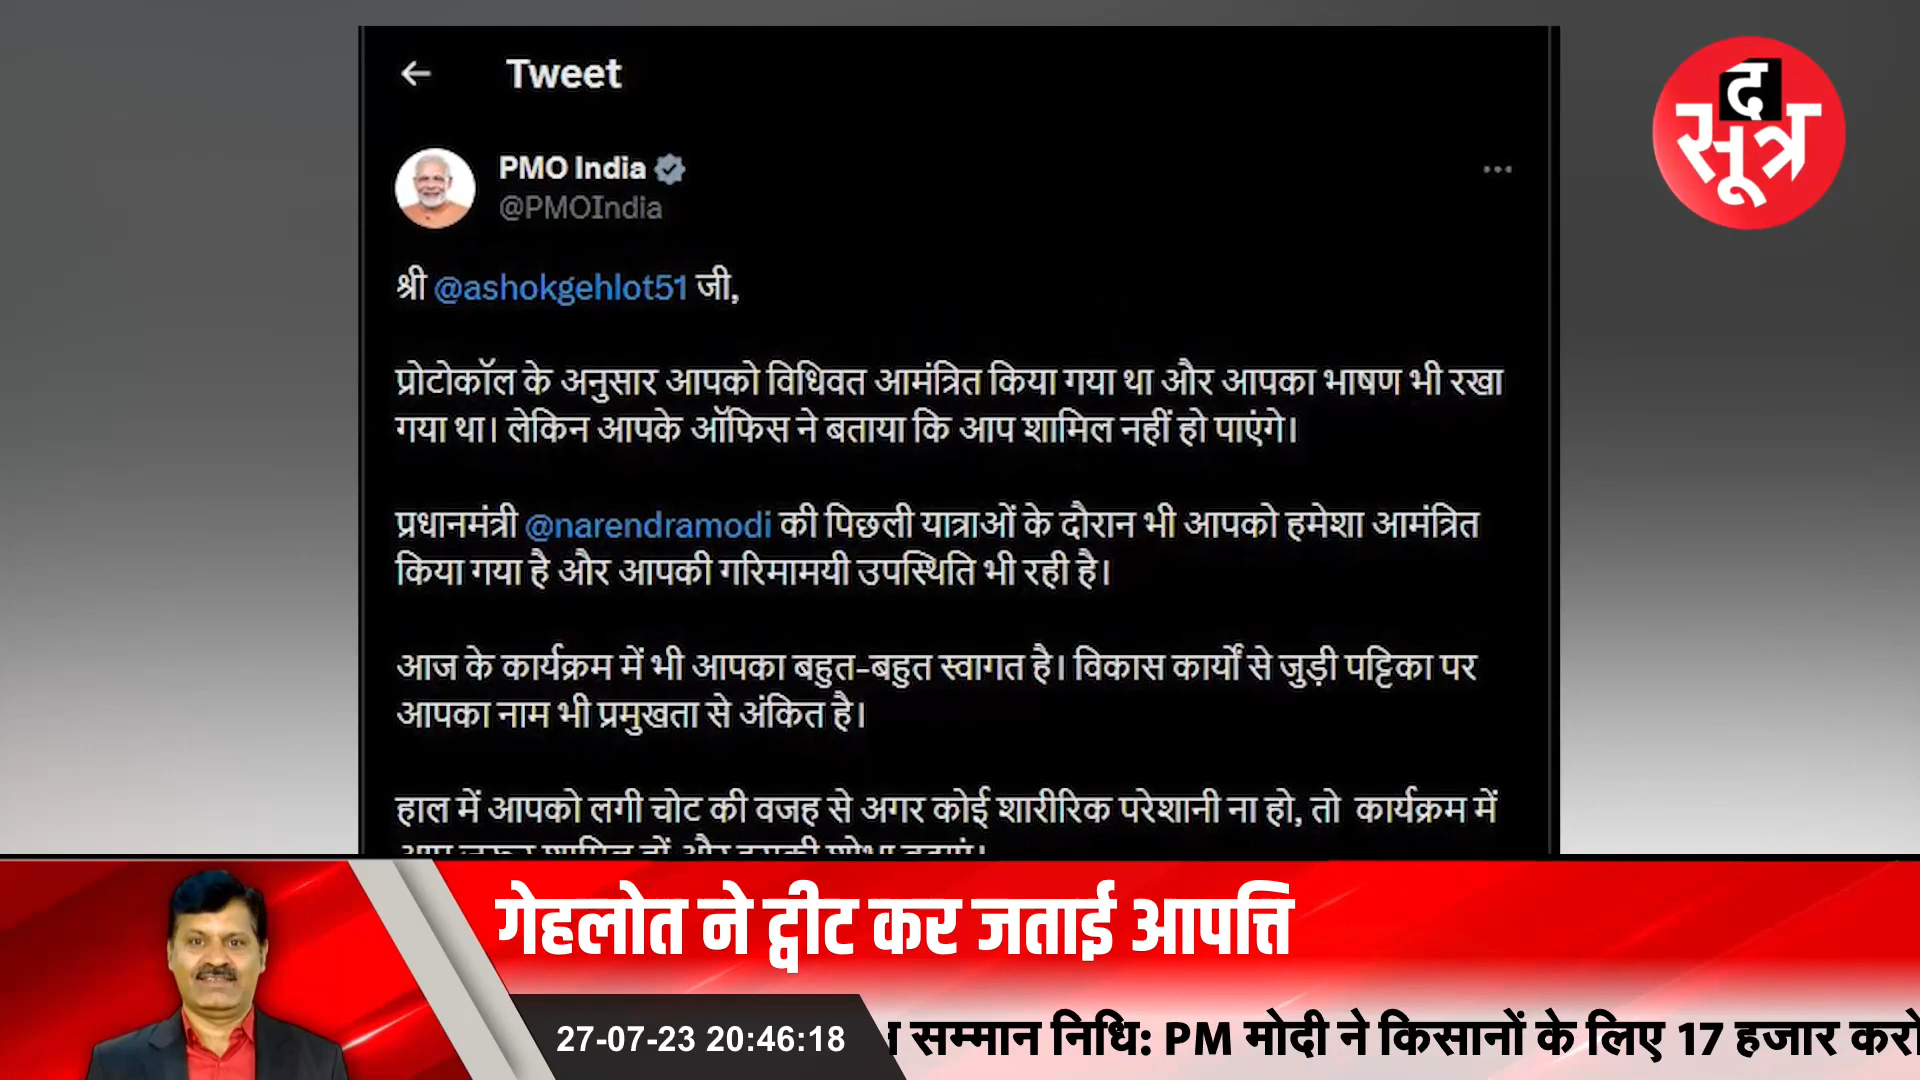 Tweet
PMO India
@PMOIndia
श्री @ashokgehlot51 जी,
प्रोटोकॉल के अनुसार आपको विधिवत आमंत्रित किया गया था और आपका भाषण भी रखा
गया था। लेकिन आपके ऑफिस ने बताया कि आप शामिल नहीं हो पाएंगे।
प्रधानमंत्री @narendramodi की पिछली यात्राओं के दौरान भी आपको हमेशा आमंत्रित
किया गया है और आपकी गरिमामयी उपस्थिति भी रही है।
आज के कार्यक्रम में भी आपका बहुत-बहुत स्वागत है। विकास कार्यों से जुड़ी पट्टिका पर
आपका नाम भी प्रमुखता से अंकित है।
हाल में आपको लगी चोट की वजह से अगर कोई शारीरिक परेशानी ना हो, तो कार्यक्रम में
द
सूत्र
गेहलोत ने ट्वीट कर जताई आपत्ति
27-07-23 20:46:18
सम्मान निधि: PM मोदी ने किसानों के लिए 17 हजार